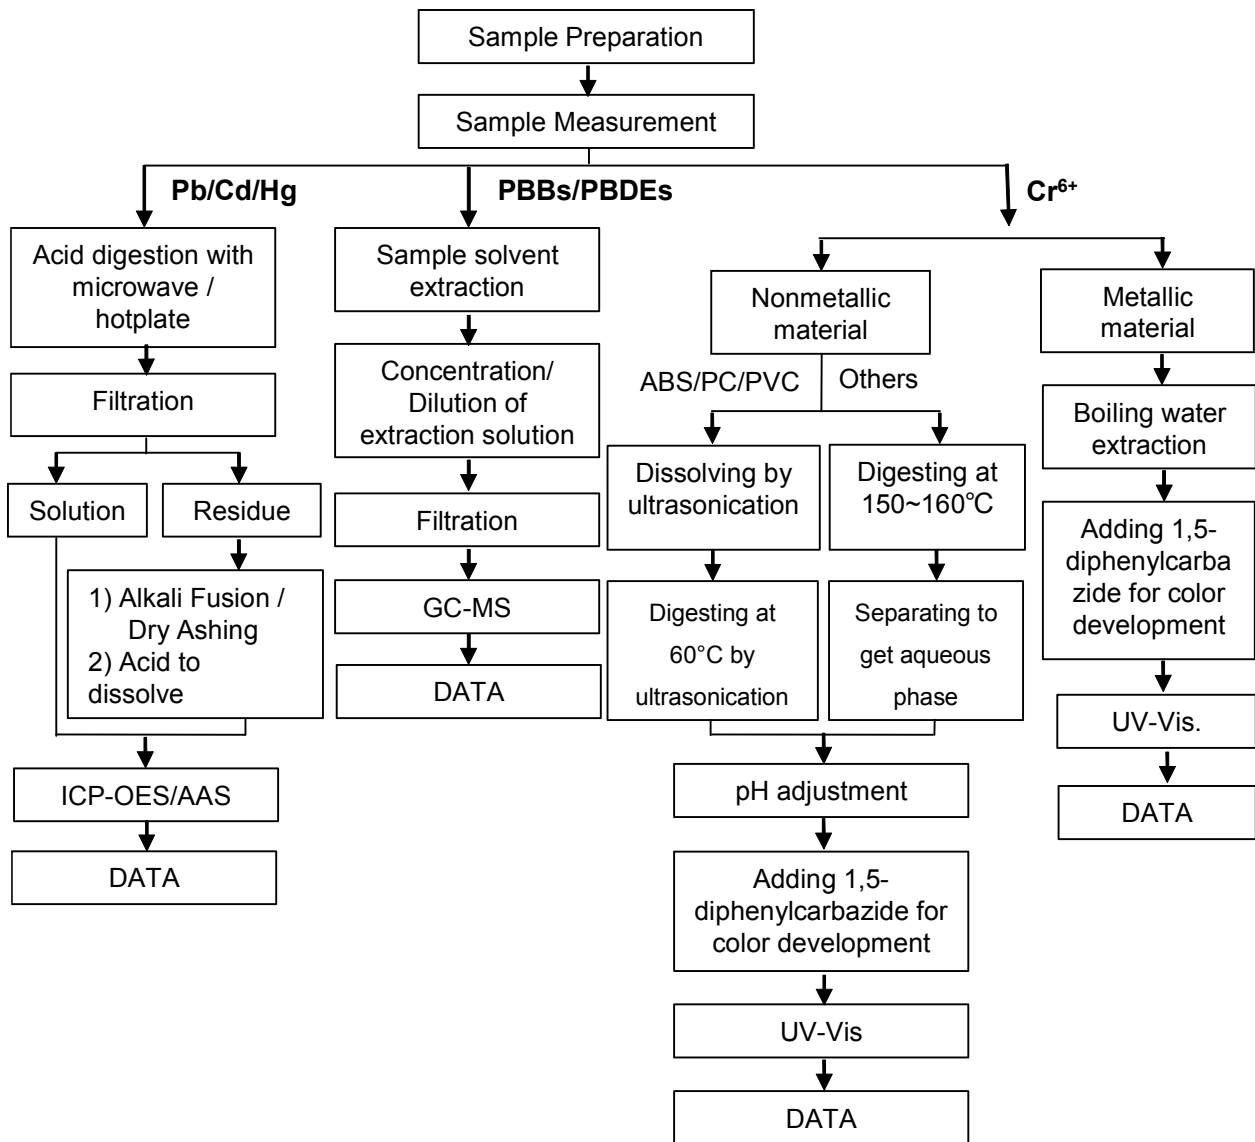 Sample Preparation
Sample Measurement
Pb/Cd/Hg
PBBs/PBDEs
Cr⁶⁺
Acid digestion with
microwave /
hotplate
Filtration
Solution
Residue
1) Alkali Fusion /
Dry Ashing
2) Acid to
dissolve
ICP-OES/AAS
DATA
Sample solvent
extraction
Concentration/
Dilution of
extraction solution
Filtration
GC-MS
DATA
Nonmetallic
material
ABS/PC/PVC
Others
Dissolving by
ultrasonication
Digesting at
60°C by
ultrasonication
Digesting at
150~160℃
Separating to
get aqueous
phase
pH adjustment
Adding 1,5-
diphenylcarbazide for
color development
UV-Vis
DATA
Metallic
material
Boiling water
extraction
Adding 1,5-
diphenylcarba
zide for color
development
UV-Vis.
DATA